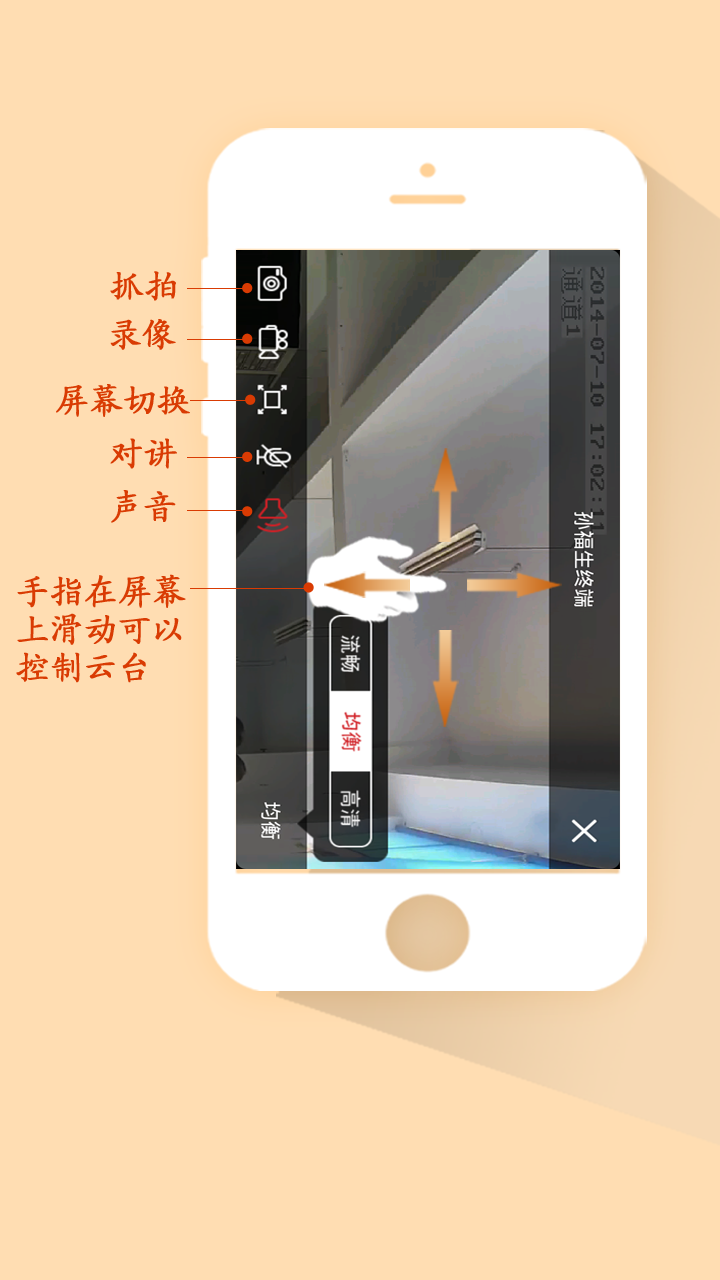 抓拍
录像
屏幕切换
对讲
声音
手指在屏幕
上滑动可以
控制云台
2014-07-10 17:02:11
通道1
孙福生终端
流畅
均衡
高清
均衡